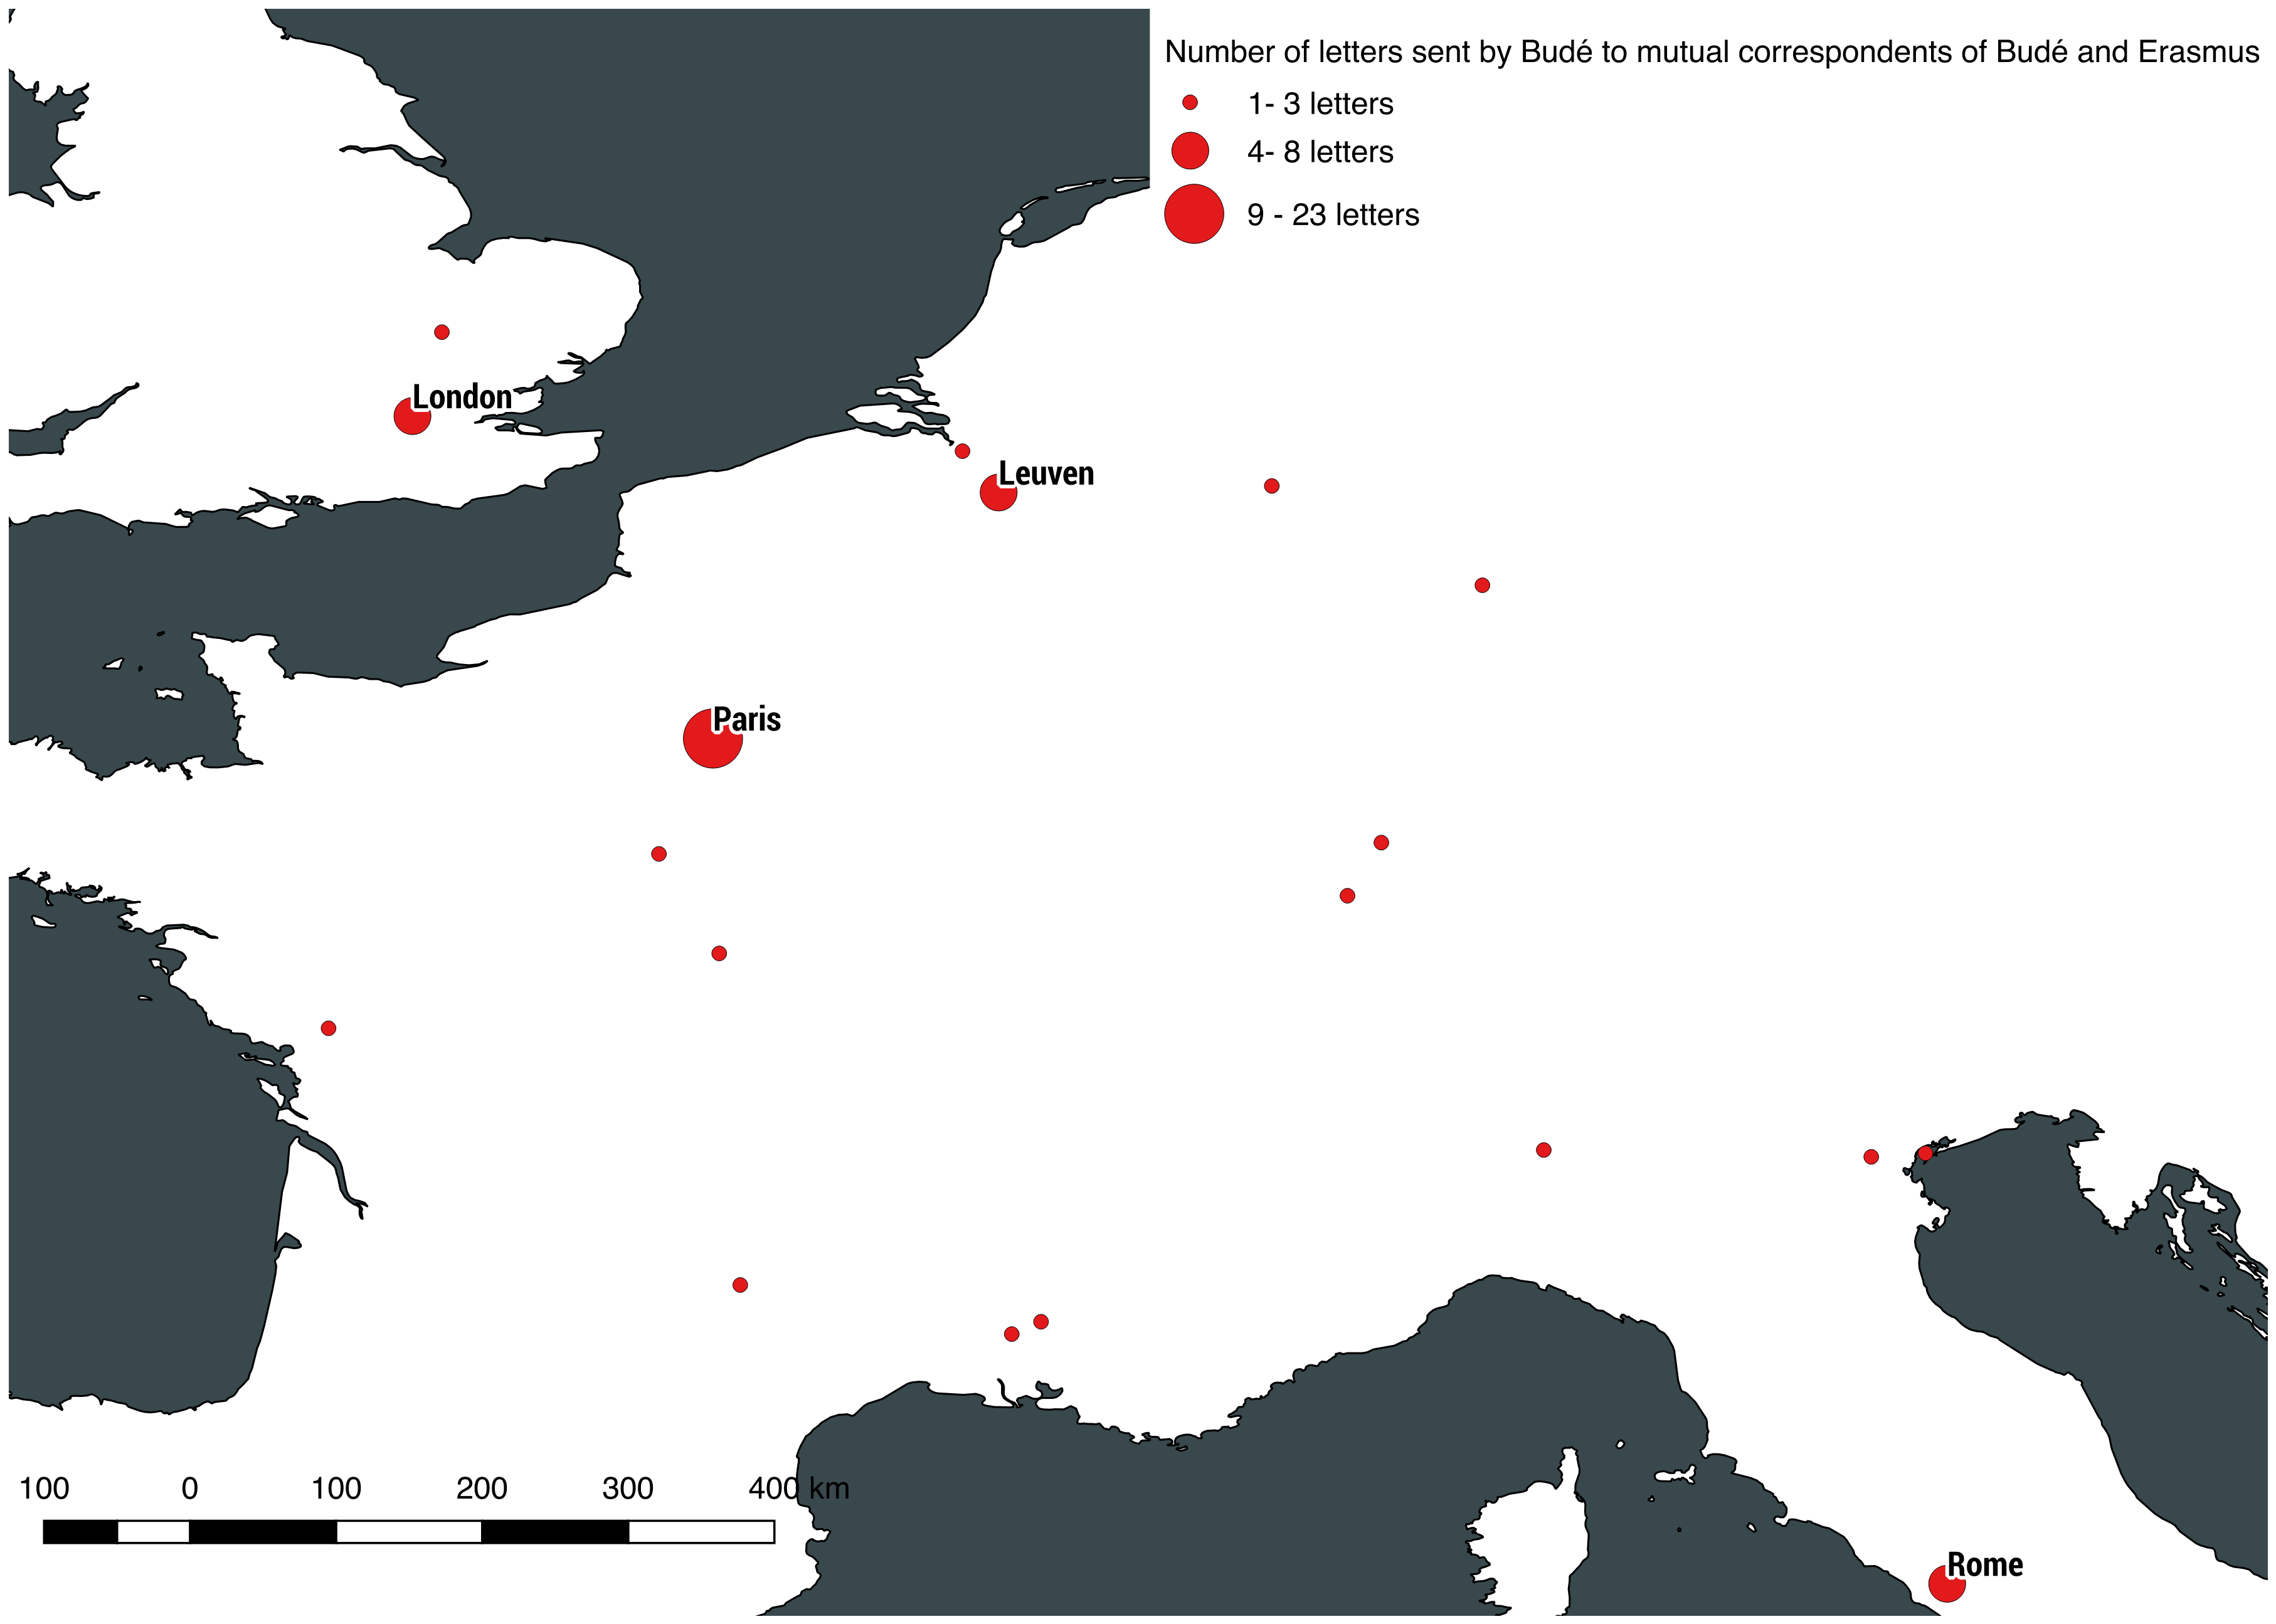 Number of letters sent by Budé to mutual correspondents of Budé and Erasmus
1- 3 letters
4- 8 letters
9 - 23 letters
London
Leuven
Paris
Rome
100 0 100 200 300 400 km